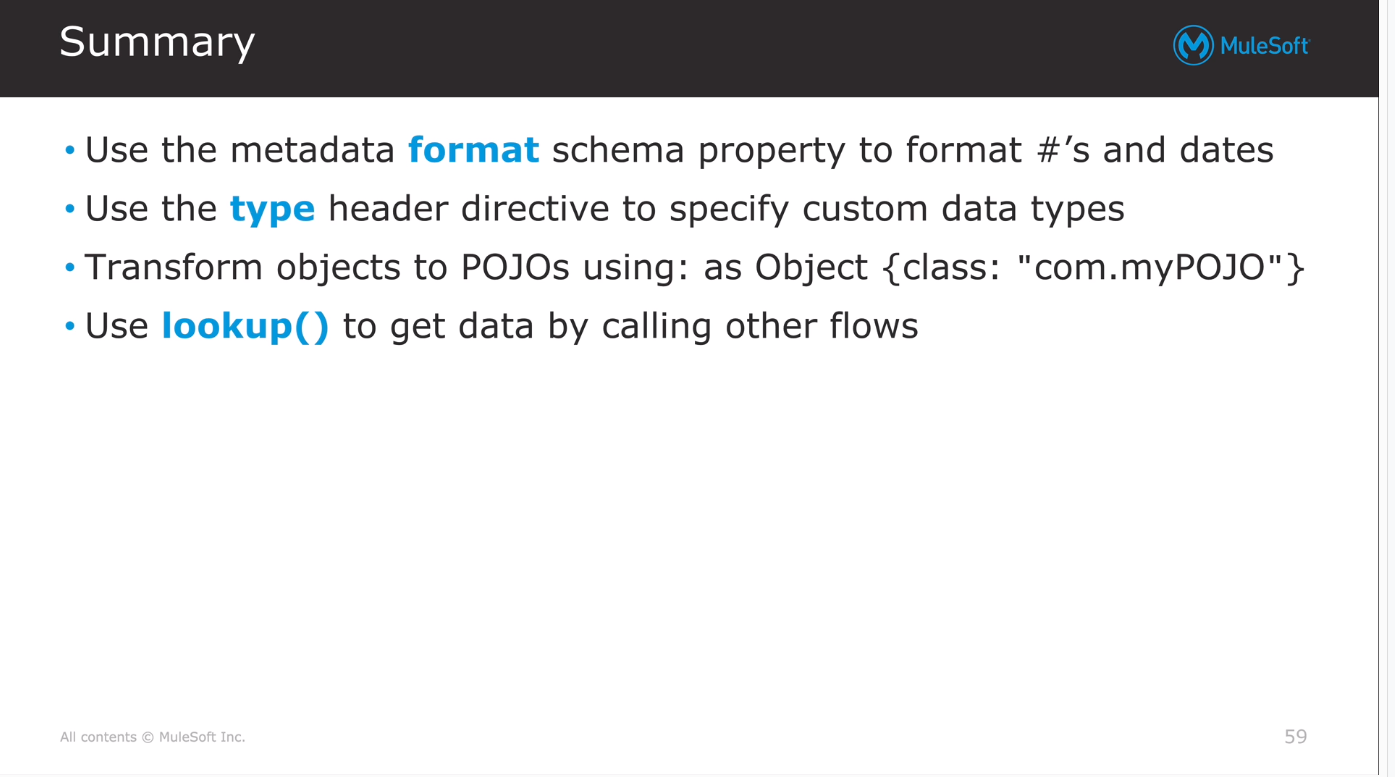 Summary
MuleSoft
• Use the metadata format schema property to format #’s and dates
• Use the type header directive to specify custom data types
• Transform objects to POJOs using: as Object {class: "com.myPOJO"}
• Use lookup() to get data by calling other flows
All contents © MuleSoft Inc.
59